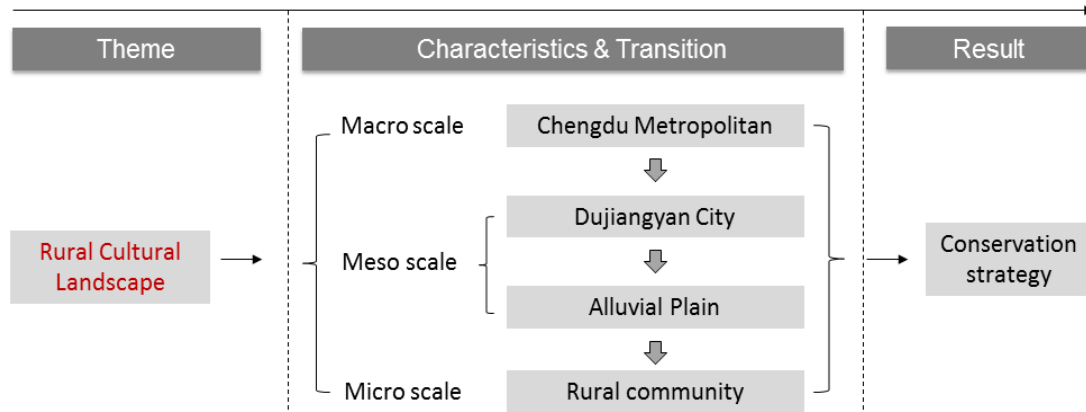 Theme
Characteristics & Transition
Result
Macro scale
Chengdu Metropolitan
Dujiangyan City
Rural Cultural
Landscape
Meso scale
Conservation
strategy
Alluvial Plain
Micro scale
Rural community